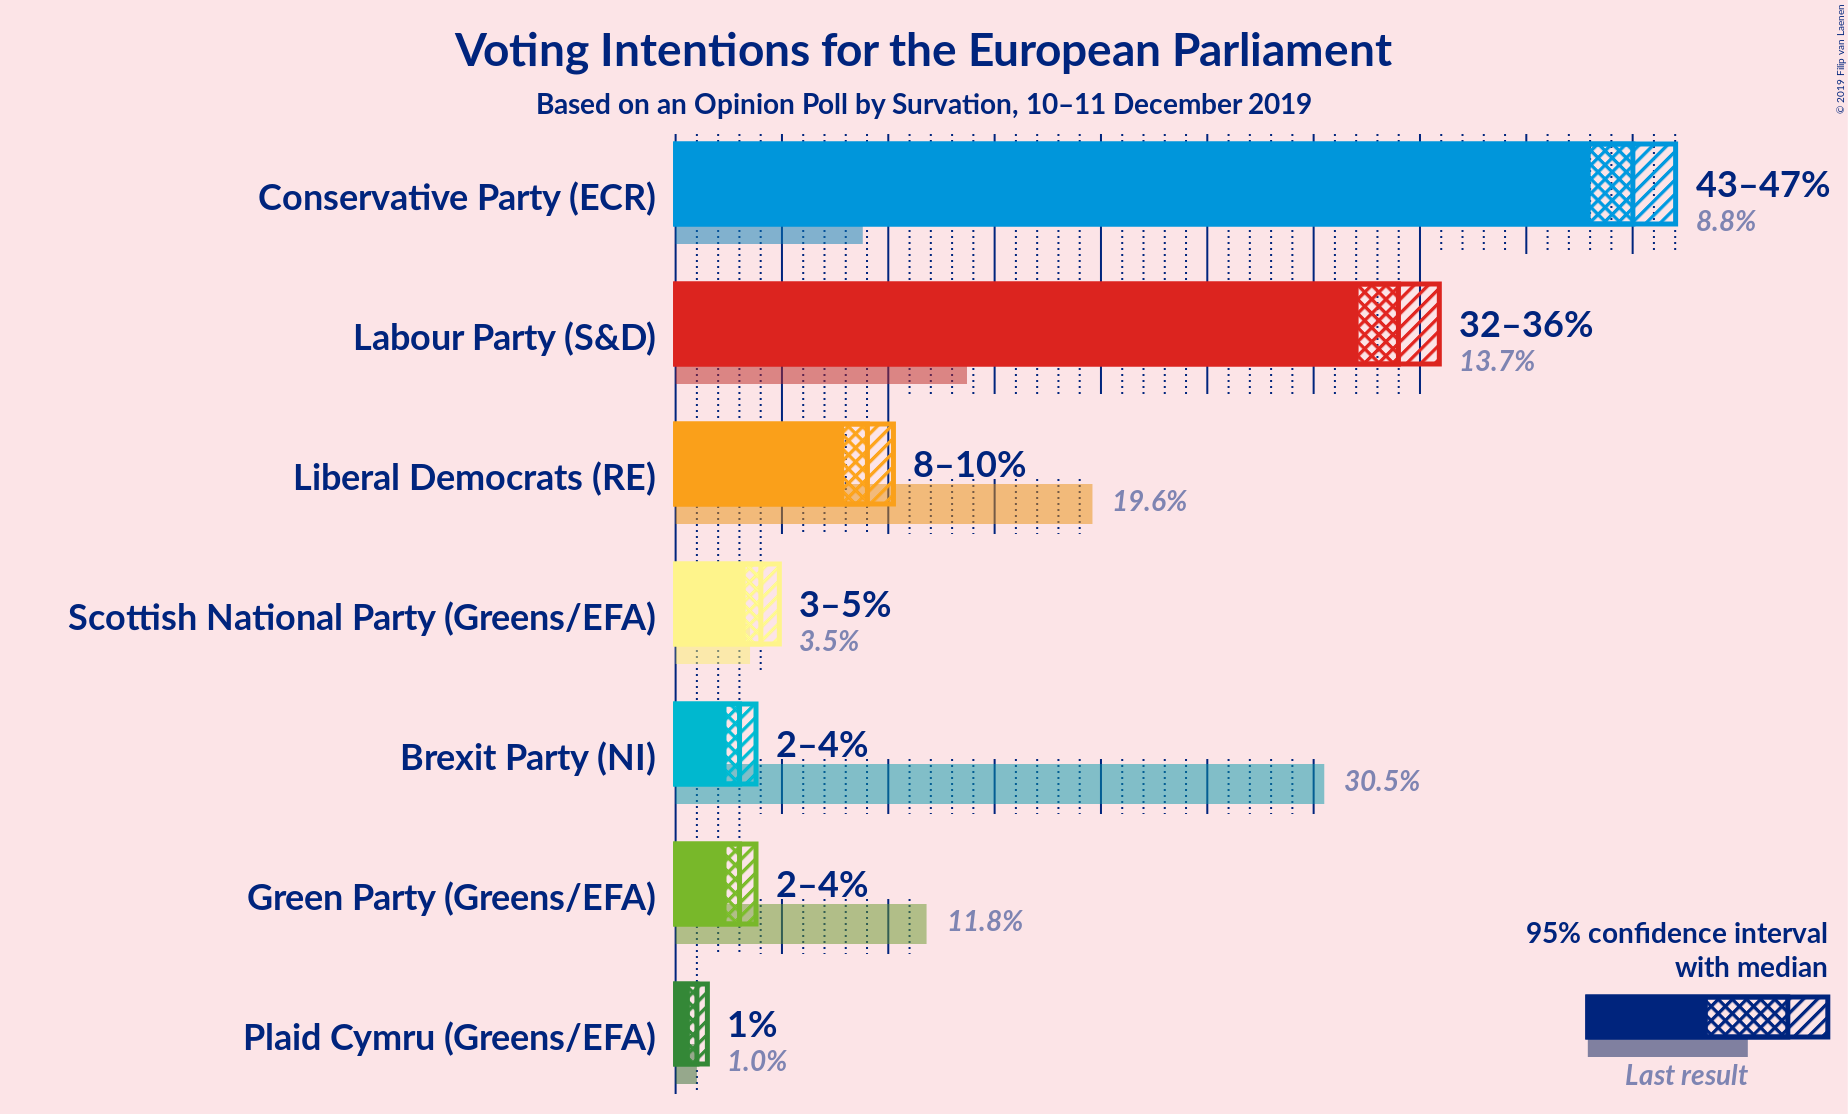 Voting Intentions for the European Parliament
Based on an Opinion Poll by Survation, 10–11 December 2019
© 2019 Filip van Laenen
Conservative Party (ECR)
43–47%
8.8%
Labour Party (S&D)
32–36%
13.7%
Liberal Democrats (RE)
8–10%
19.6%
Scottish National Party (Greens/EFA)
3–5%
3.5%
Brexit Party (NI)
2–4%
30.5%
Green Party (Greens/EFA)
2–4%
11.8%
Plaid Cymru (Greens/EFA)
1%
1.0%
95% confidence interval
with median
Last result